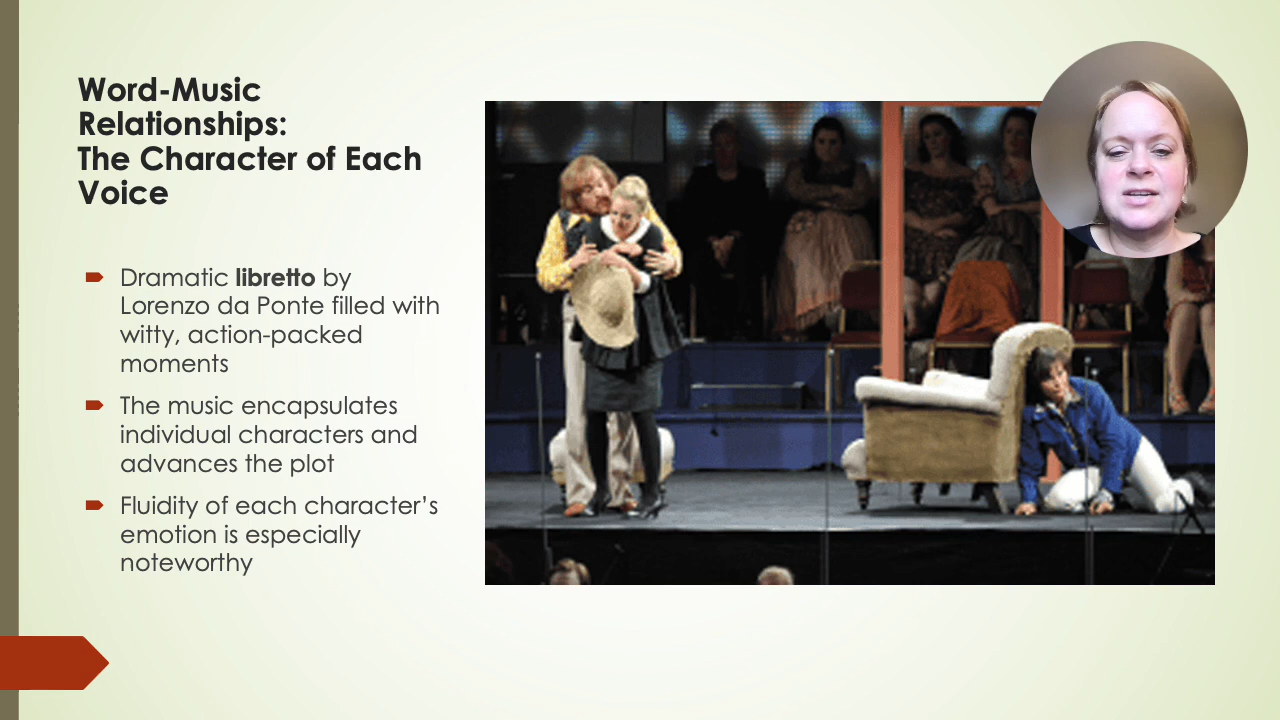 Word-Music
Relationships:
The Character of Each
Voice
Dramatic libretto by
Lorenzo da Ponte filled with
witty, action-packed
moments
The music encapsulates
individual characters and
advances the plot
Fluidity of each character’s
emotion is especially
noteworthy